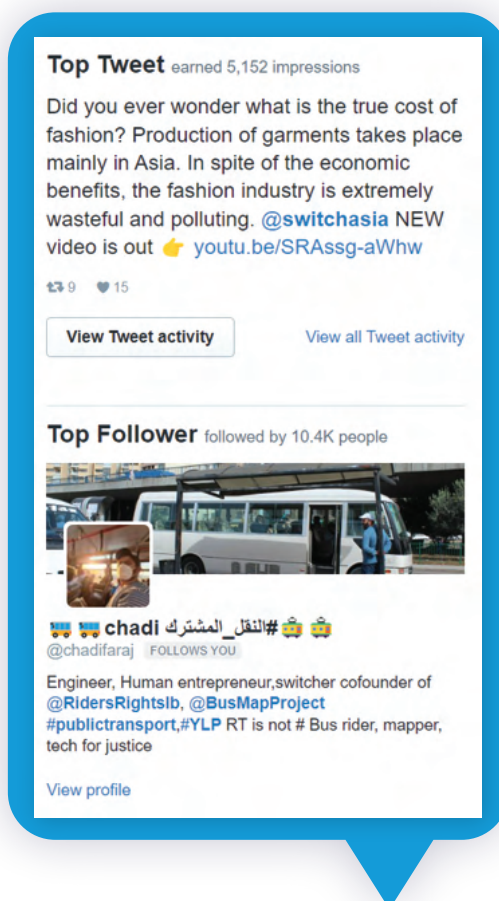 Top Tweet earned 5,152 impressions
Did you ever wonder what is the true cost of
fashion? Production of garments takes place
mainly in Asia. In spite of the economic
benefits, the fashion industry is extremely
wasteful and polluting. @switchasia NEW
video is out 👉 youtu.be/SRAssg-aWhw
9 15
View Tweet activity View all Tweet activity
Top Follower followed by 10.4K people
🚌 🚌 chadi النقل_المشترك# 🚋 🚋
@chadifaraj FOLLOWS YOU
Engineer, Human entrepreneur,switcher cofounder of
@RidersRightslb, @BusMapProject
#publictransport,#YLP RT is not # Bus rider, mapper,
tech for justice
View profile